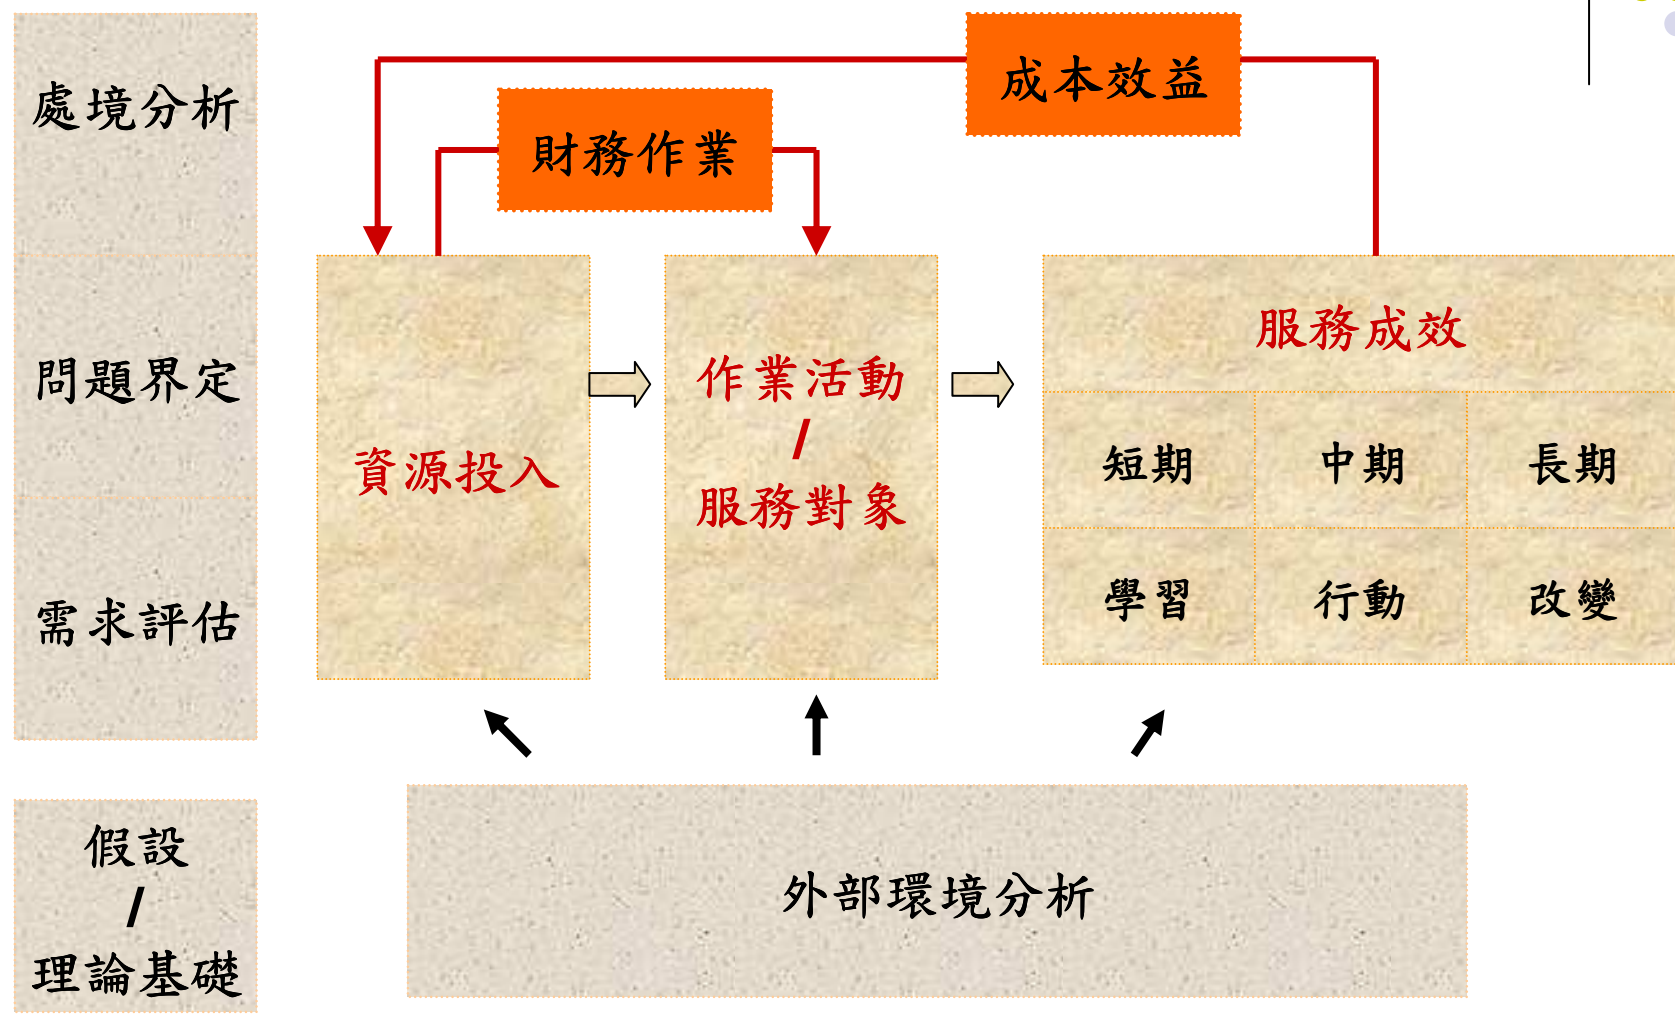 處境分析
問題界定
需求評估
假設
/
理論基礎
成本效益
財務作業
資源投入
作業活動
/
服務對象
服務成效
短期
中期
長期
學習
行動
改變
外部環境分析